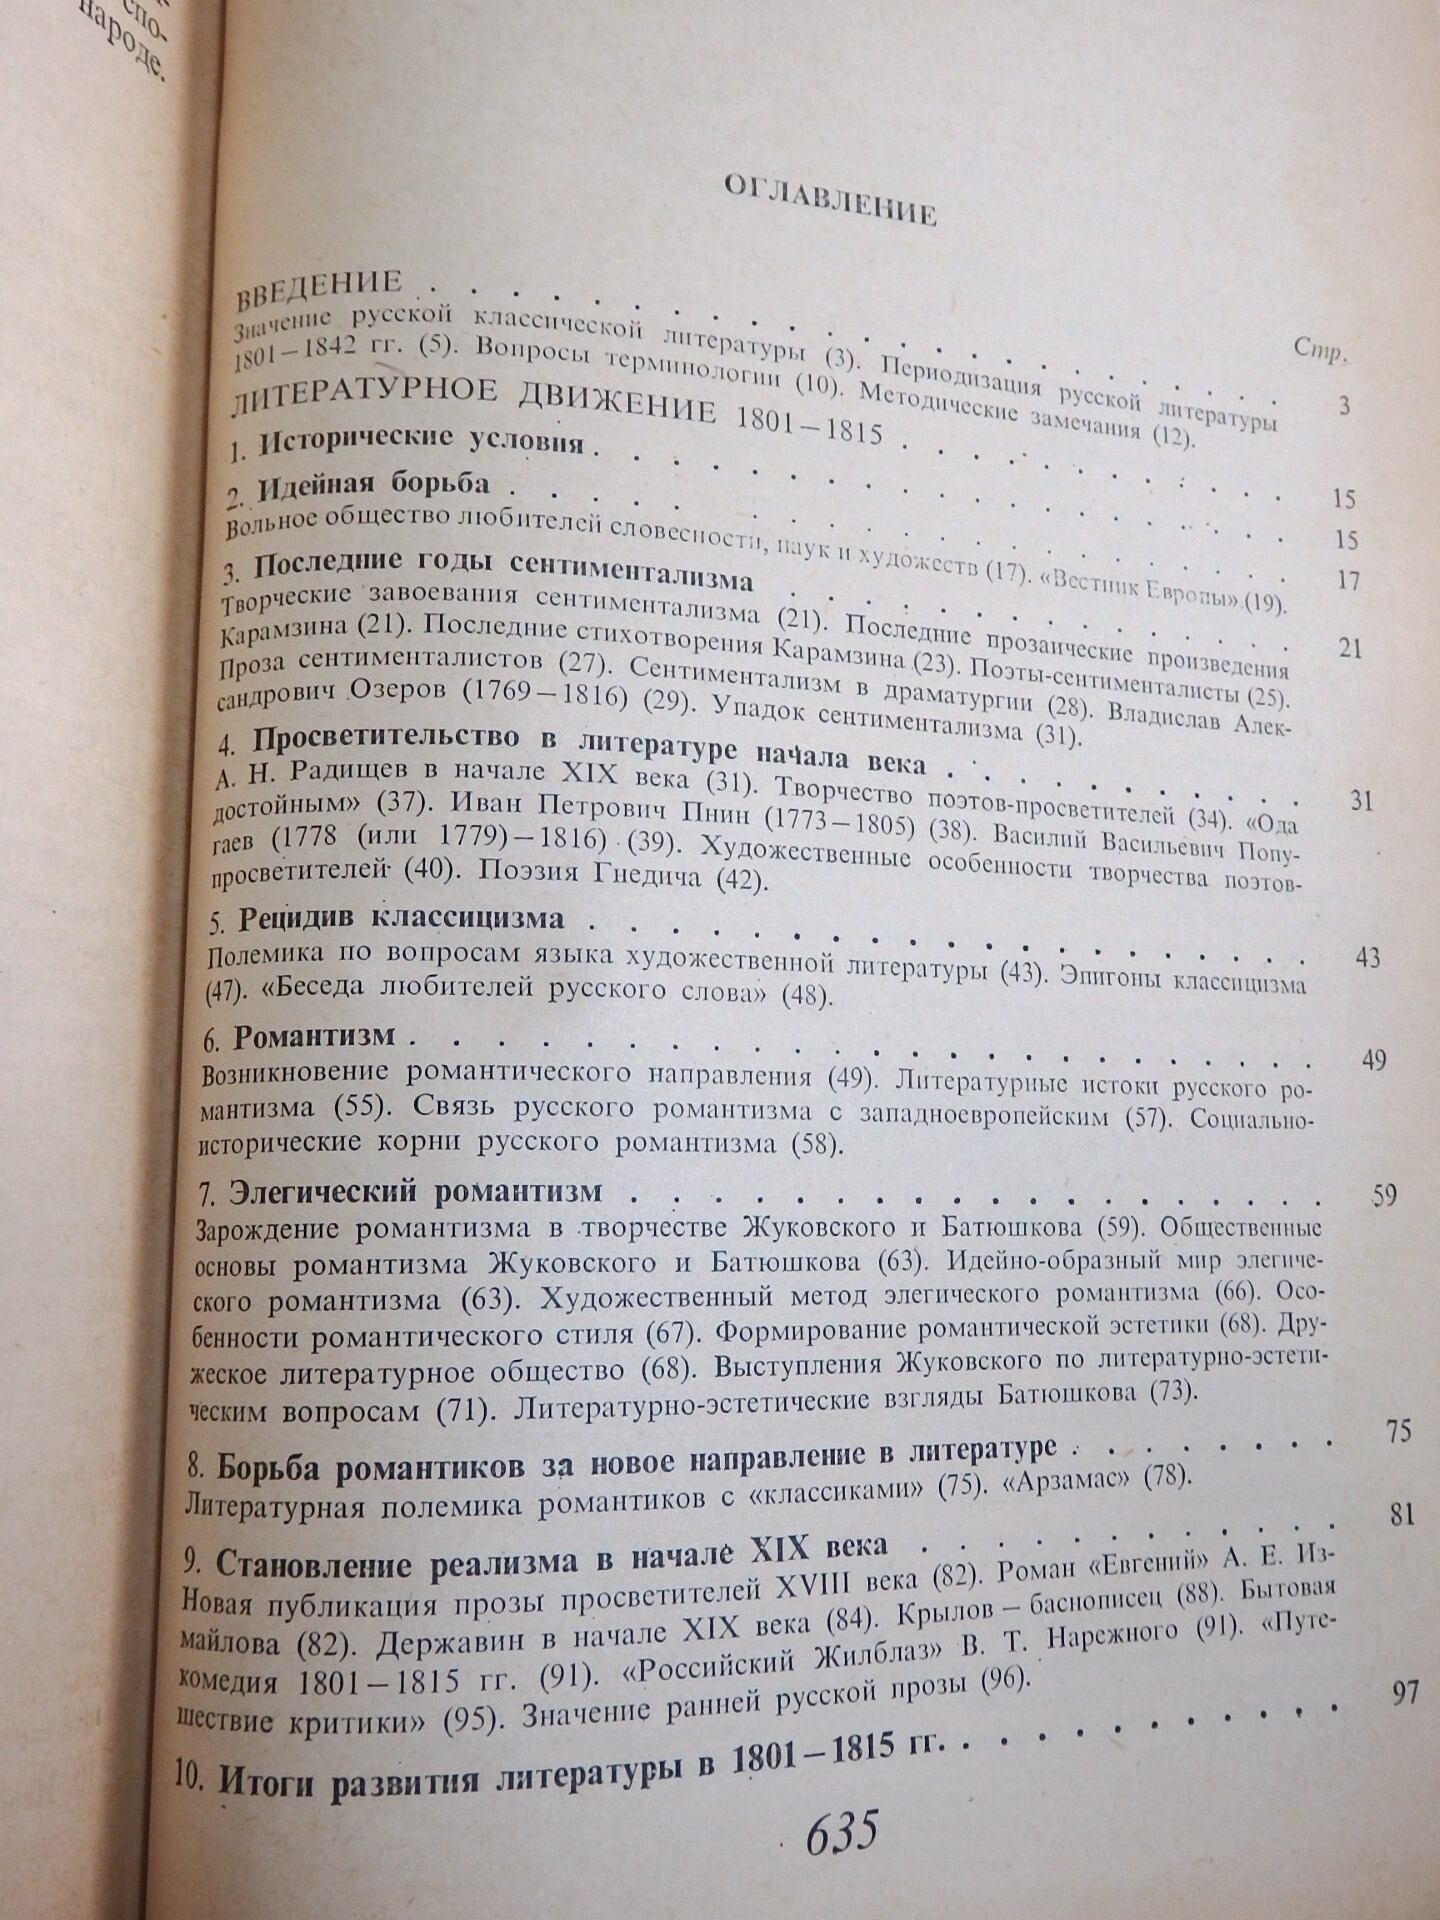 спо-
народе.
ОГЛАВЛЕНИЕ
Стр.
ВВЕДЕНИЕ . . . . . . . . . . . . . . . . . . . . 3
Значение русской классической литературы (3). Периодизация русской литературы
1801—1842 гг. (5). Вопросы терминологии (10). Методические замечания (12).
ЛИТЕРАТУРНОЕ ДВИЖЕНИЕ 1801—1815 . . . . . . . . . . . 15
1. Исторические условия . . . . . . . . . . . . . . . . . . 15
2. Идейная борьба . . . . . . . . . . . . . . . . . . . . 17
Вольное общество любителей словесности, наук и художеств (17). «Вестник Европы» (19).
3. Последние годы сентиментализма . . . . . . . . . . . . . . 21
Творческие завоевания сентиментализма (21). Последние прозаические произведения
Карамзина (21). Последние стихотворения Карамзина (23). Поэты-сентименталисты (25).
Проза сентименталистов (27). Сентиментализм в драматургии (28). Владислав Алек-
сандрович Озеров (1769—1816) (29). Упадок сентиментализма (31).
4. Просветительство в литературе начала века . . . . . . . . . . 31
А. Н. Радищев в начале XIX века (31). Творчество поэтов-просветителей (34). «Ода
достойным» (37). Иван Петрович Пнин (1773—1805) (38). Василий Васильевич Попу-
гаев (1778 (или 1779)—1816) (39). Художественные особенности творчества поэтов-
просветителей (40). Поэзия Гнедича (42).
5. Рецидив классицизма . . . . . . . . . . . . . . . . . . 43
Полемика по вопросам языка художественной литературы (43). Эпигоны классицизма
(47). «Беседа любителей русского слова» (48).
6. Романтизм . . . . . . . . . . . . . . . . . . . . . . 49
Возникновение романтического направления (49). Литературные истоки русского ро-
мантизма (55). Связь русского романтизма с западноевропейским (57). Социально-
исторические корни русского романтизма (58).
7. Элегический романтизм . . . . . . . . . . . . . . . . . . 59
Зарождение романтизма в творчестве Жуковского и Батюшкова (59). Общественные
основы романтизма Жуковского и Батюшкова (63). Идейно-образный мир элегиче-
ского романтизма (63). Художественный метод элегического романтизма (66). Осо-
бенности романтического стиля (67). Формирование романтической эстетики (68). Дру-
жеское литературное общество (68). Выступления Жуковского по литературно-эстети-
ческим вопросам (71). Литературно-эстетические взгляды Батюшкова (73).
8. Борьба романтиков за новое направление в литературе . . . . . . . 75
Литературная полемика романтиков с «классиками» (75). «Арзамас» (78).
9. Становление реализма в начале XIX века . . . . . . . . . . . 81
Новая публикация прозы просветителей XVIII века (82). Роман «Евгений» А. Е. Из-
майлова (82). Державин в начале XIX века (84). Крылов — баснописец (88). Бытовая
комедия 1801—1815 гг. (91). «Российский Жилблаз» В. Т. Нарежного (91). «Путе-
шествие критики» (95). Значение ранней русской прозы (96).
10. Итоги развития литературы в 1801—1815 гг. . . . . . . . . . . 97
635